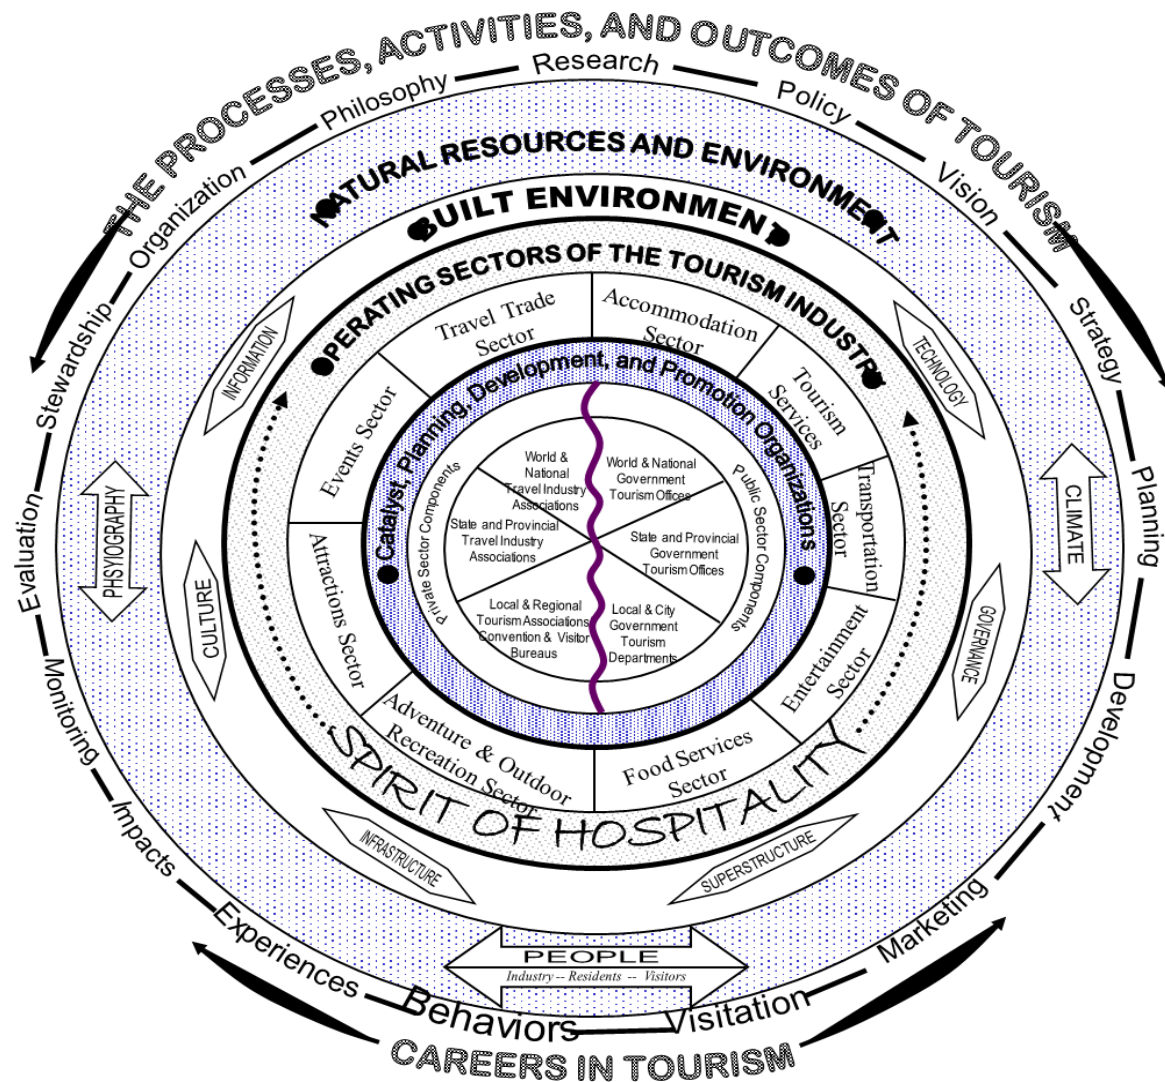 THE PROCESSES, ACTIVITIES, AND OUTCOMES OF TOURISM
Research
Policy
Vision
Strategy
Planning
Development
Marketing
Visitation
Behaviors
Experiences
Impacts
Monitoring
Evaluation
Stewardship
Organization
Philosophy
NATURAL RESOURCES AND ENVIRONMENT
BUILT ENVIRONMENT
OPERATING SECTORS OF THE TOURISM INDUSTRY
INFORMATION
TECHNOLOGY
PHSYIOGRAPHY
CLIMATE
CULTURE
GOVERNANCE
INFRASTRUCTURE
SUPERSTRUCTURE
Travel Trade
Sector
Accommodation
Sector
Tourism
Services
Transportation
Sector
Entertainment
Sector
Food Services
Sector
Adventure & Outdoor
Recreation Sector
Attractions Sector
Events Sector
Catalyst, Planning, Development, and Promotion Organizations
Private Sector Components
Public Sector Components
World &
National
Travel Industry
Associations
World & National
Government
Tourism Offices
State and Provincial
Travel Industry
Associations
State and Provincial
Government
Tourism Offices
Local & Regional
Tourism Associations
Convention & Visitor
Bureaus
Local & City
Government
Tourism
Departments
SPIRIT OF HOSPITALITY
PEOPLE
Industry -- Residents -- Visitors
CAREERS IN TOURISM